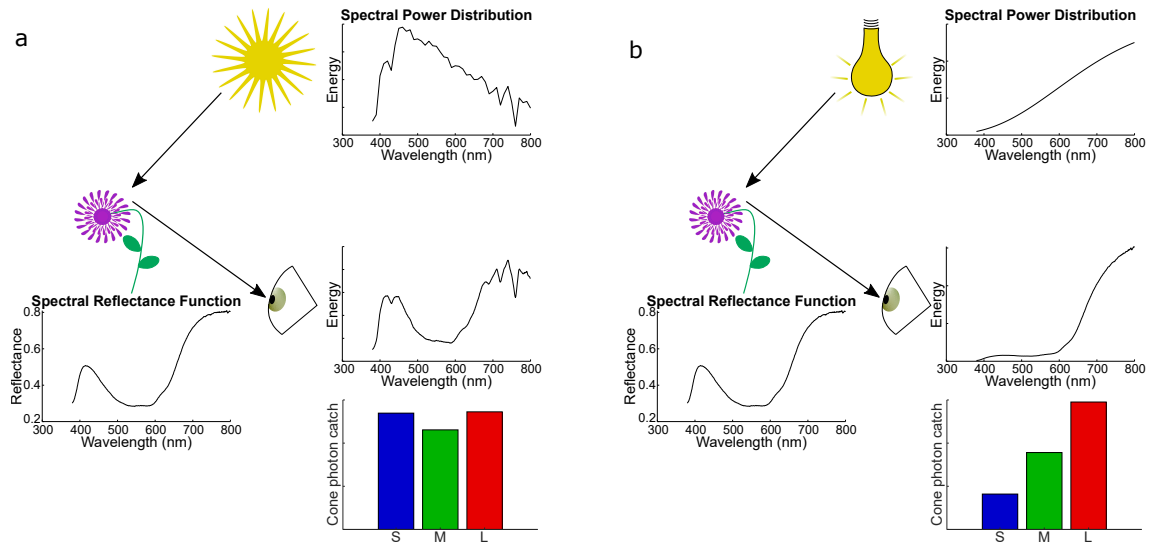 a
Spectral Power Distribution
Energy
300 400 500 600 700 800
Wavelength (nm)
Spectral Reflectance Function
0.8
0.6
0.4
0.2
Reflectance
300 400 500 600 700 800
Wavelength (nm)
Energy
300 400 500 600 700 800
Wavelength (nm)
Cone photon catch
S M L
b
Spectral Power Distribution
Energy
300 400 500 600 700 800
Wavelength (nm)
Spectral Reflectance Function
0.8
0.6
0.4
0.2
Reflectance
300 400 500 600 700 800
Wavelength (nm)
Energy
300 400 500 600 700 800
Wavelength (nm)
Cone photon catch
S M L